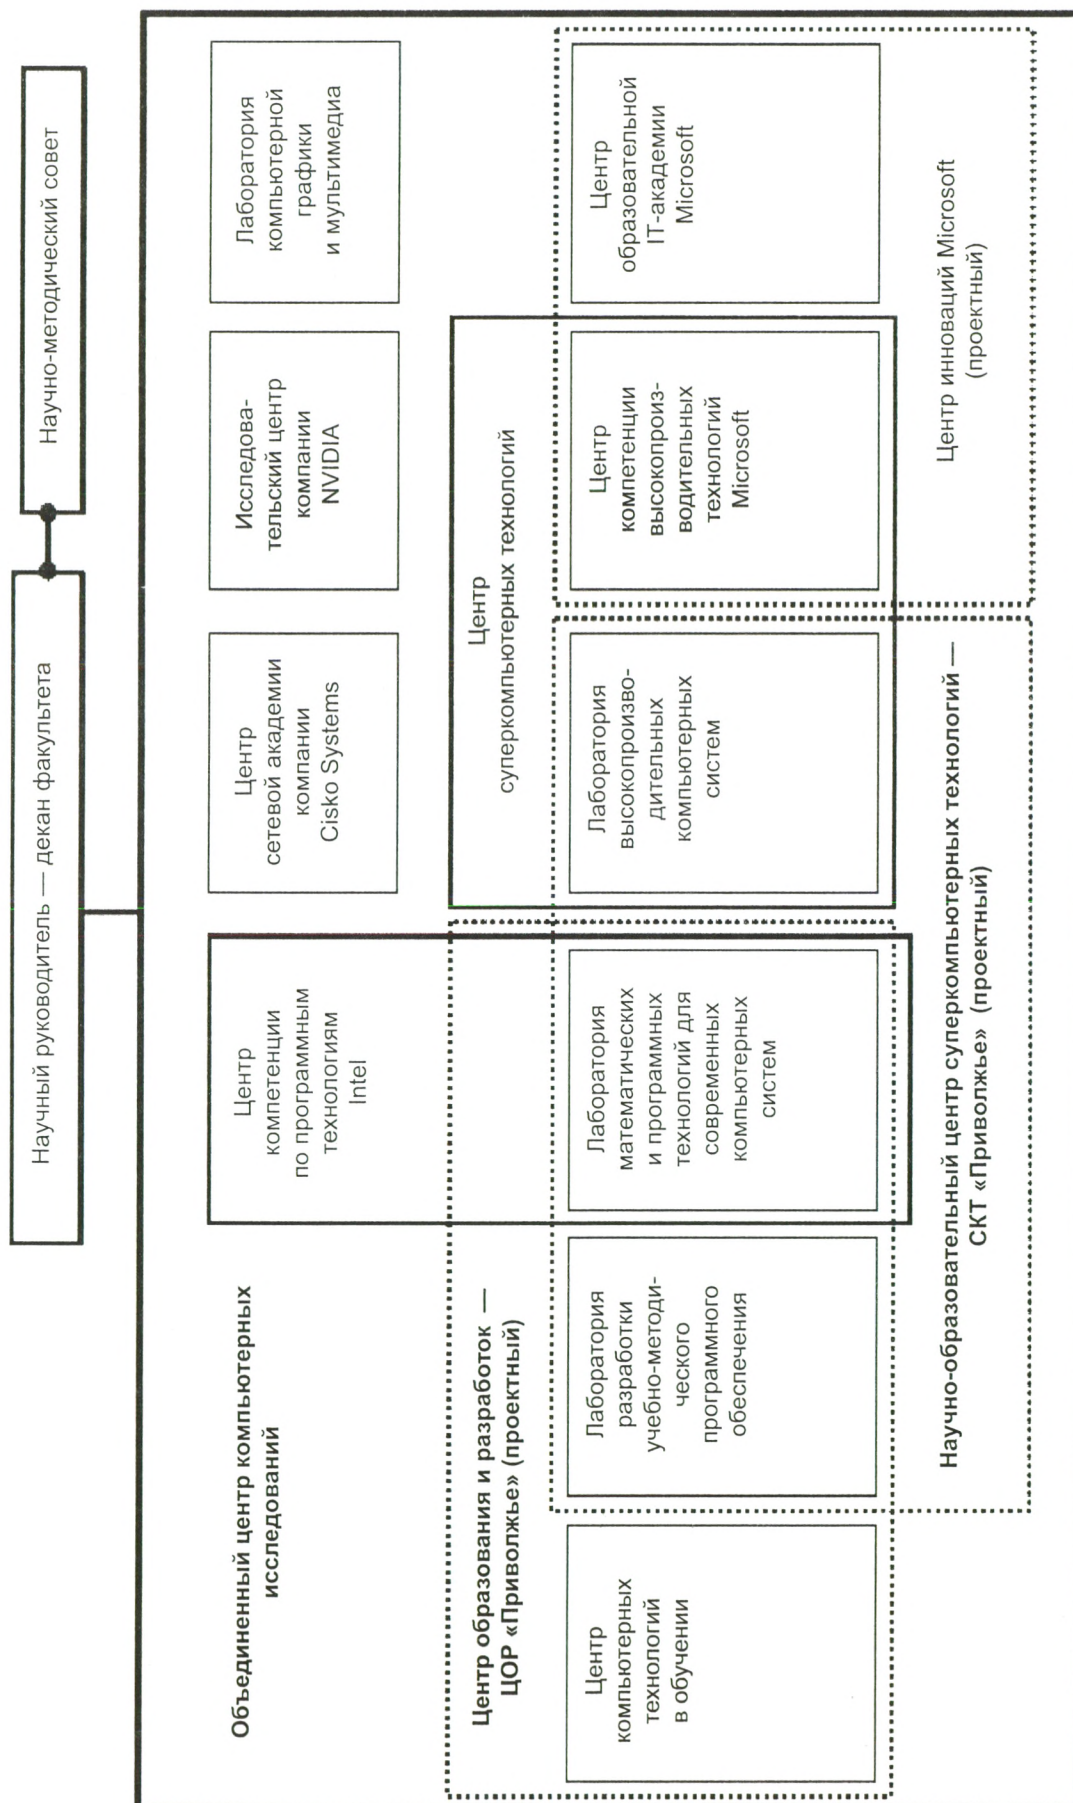 Научный руководитель — декан факультета
Научно-методический совет
Объединенный центр компьютерных
исследований
Центр
компетенции
по программным
технологиям
Intel
Центр
сетевой академии
компании
Cisko Systems
Исследова-
тельский центр
компании
NVIDIA
Лаборатория
компьютерной
графики
и мультимедиа
Центр образования и разработок —
ЦОР «Приволжье» (проектный)
Центр
суперкомпьютерных технологий
Центр
компьютерных
технологий
в обучении
Лаборатория
разработки
учебно-методи-
ческого
программного
обеспечения
Лаборатория
математических
и программных
технологий для
современных
компьютерных
систем
Лаборатория
высокопроизво-
дительных
компьютерных
систем
Центр
компетенции
высокопроиз-
водительных
технологий
Microsoft
Центр
образовательной
IT-академии
Microsoft
Научно-образовательный центр суперкомпьютерных технологий —
СКТ «Приволжье» (проектный)
Центр инноваций Microsoft
(проектный)